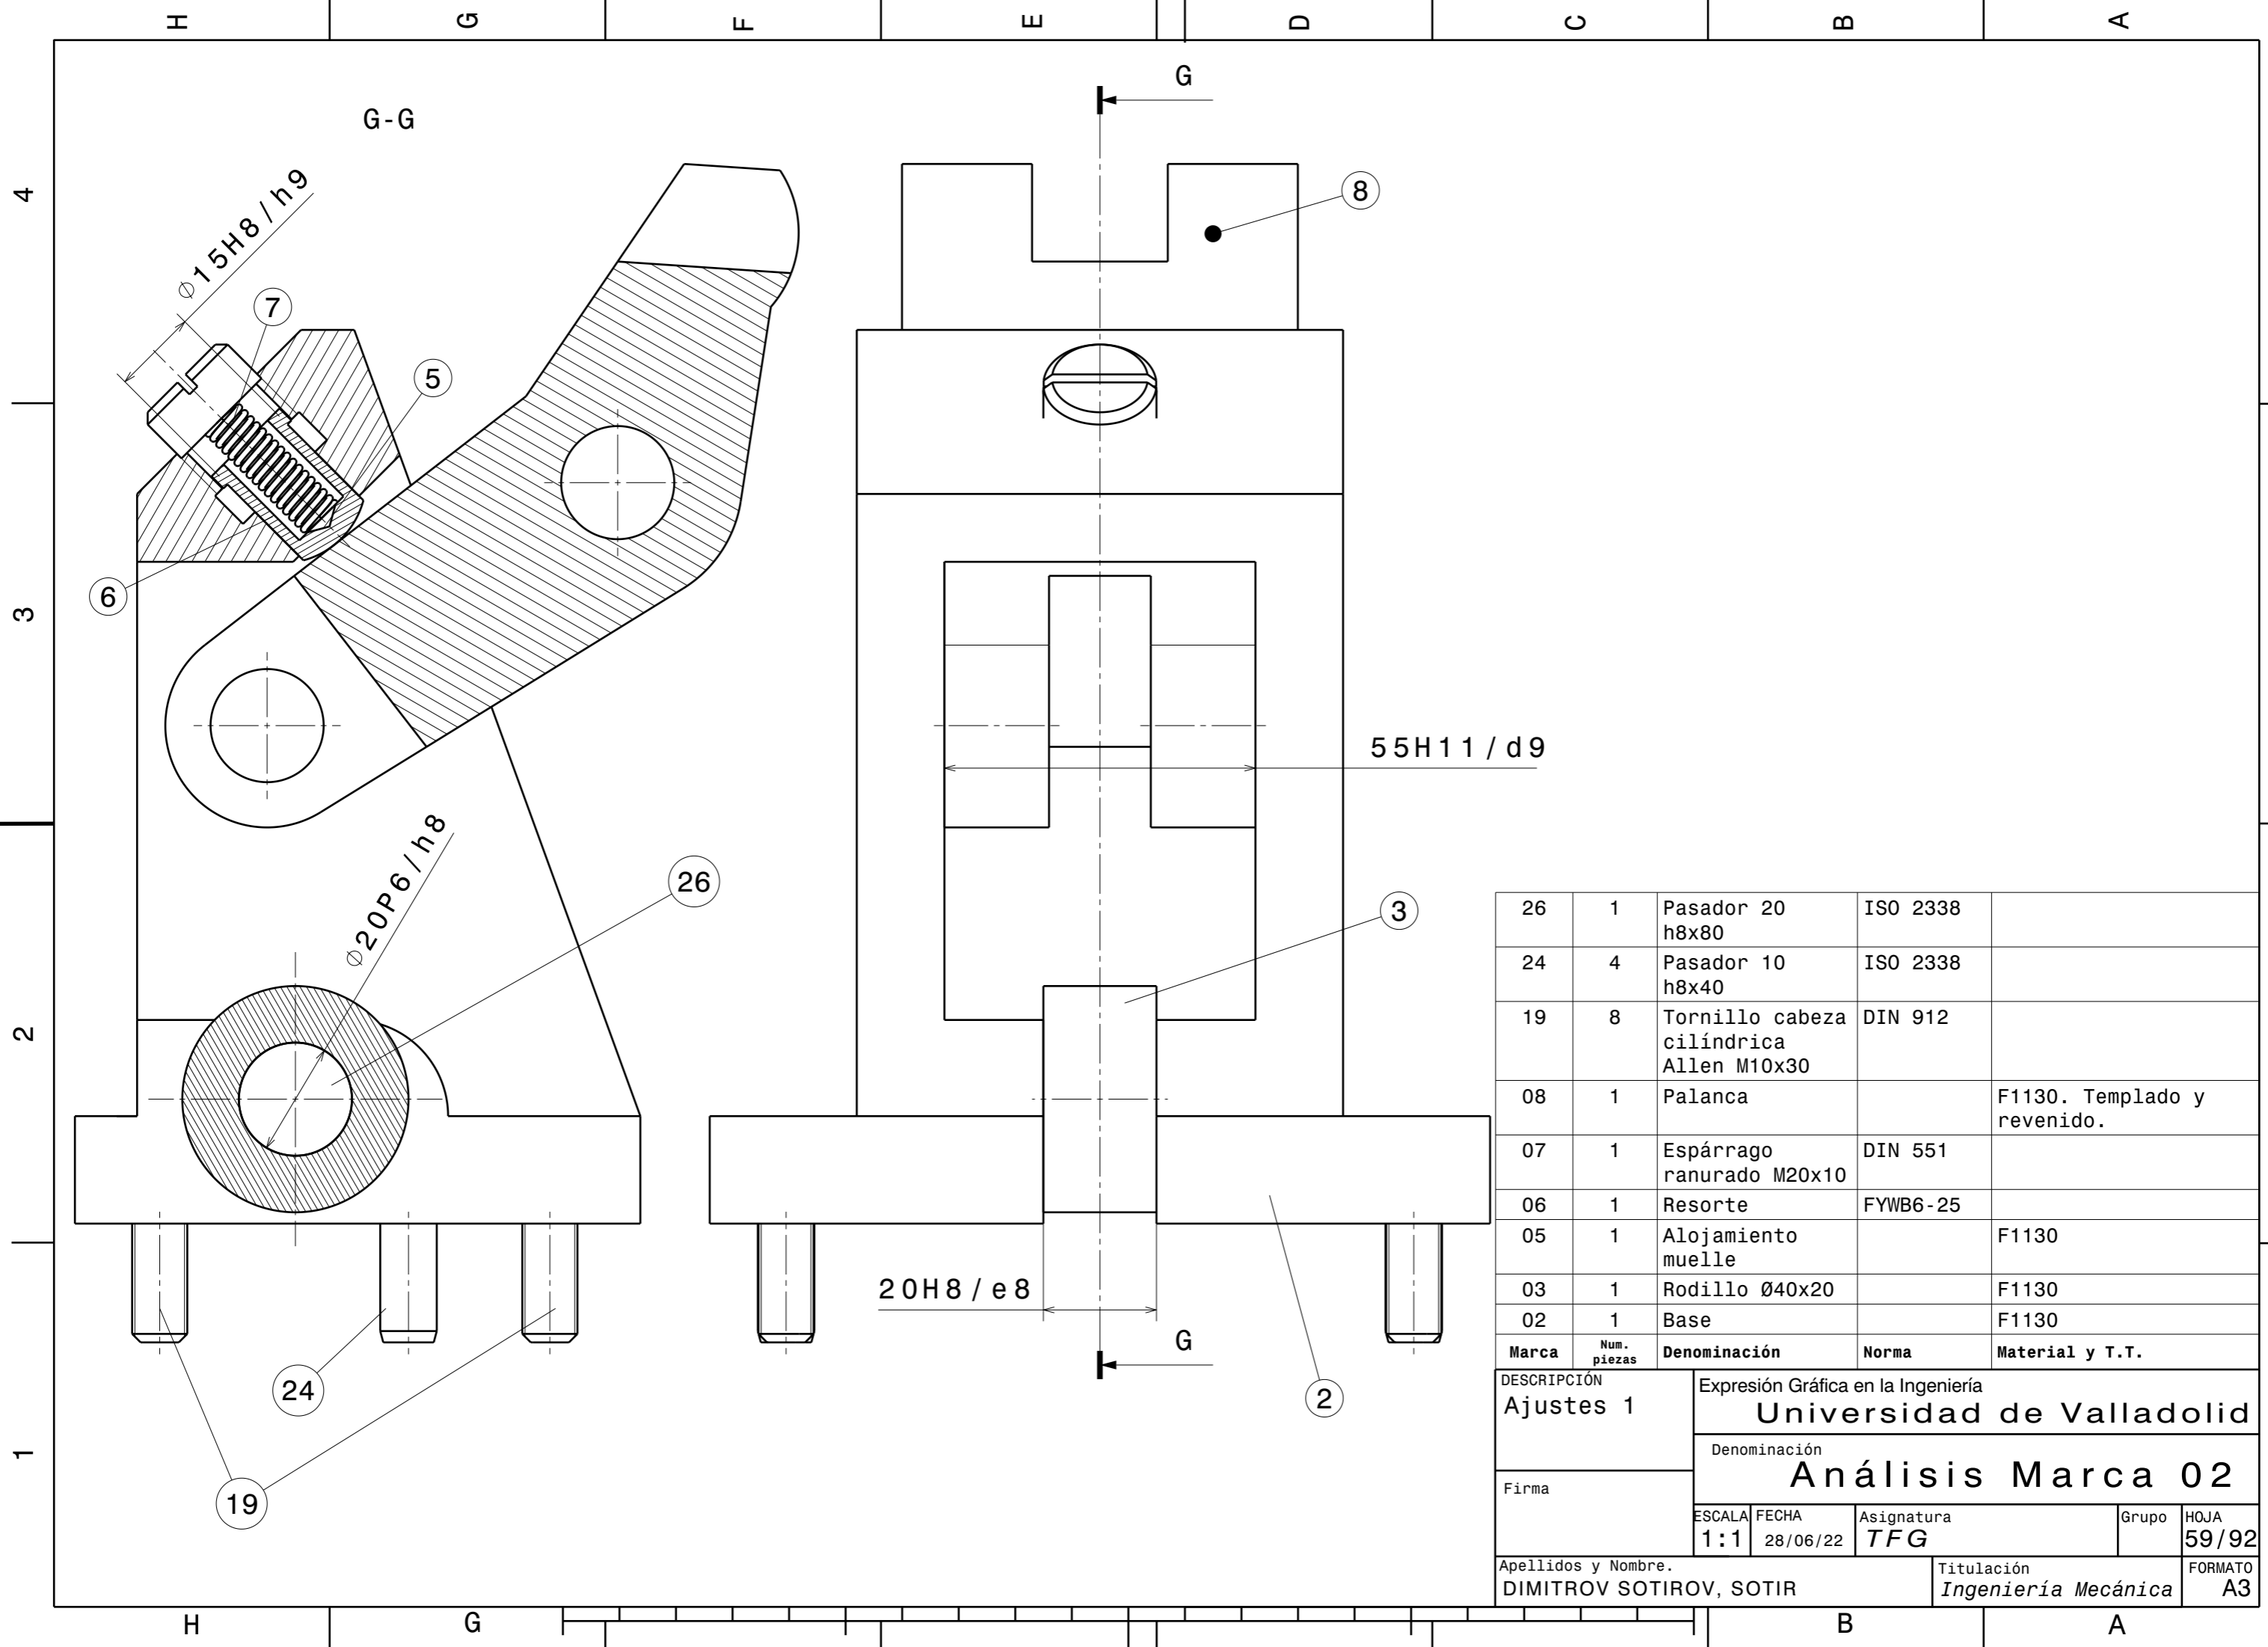 H G F E D C B A
G
G-G
4
8
⌀15H8/h9
7
5
3
6
55H11/d9
⌀20P6/h8
26
3
2
26 1 Pasador 20 ISO 2338
h8x80
24 4 Pasador 10 ISO 2338
h8x40
19 8 Tornillo cabeza DIN 912
cilíndrica
Allen M10x30
08 1 Palanca F1130. Templado y
revenido.
07 1 Espárrago DIN 551
ranurado M20x10
06 1 Resorte FYWB6-25
05 1 Alojamiento F1130
muelle
03 1 Rodillo Ø40x20 F1130
02 1 Base F1130
Marca Num. Denominación Norma Material y T.T.
piezas
20H8/e8
G
24
2
1
19
DESCRIPCIÓN
Ajustes 1
Expresión Gráfica en la Ingeniería
Universidad de Valladolid
Denominación
Análisis Marca 02
Firma
ESCALA FECHA Asignatura Grupo HOJA
1:1 28/06/22 TFG 59/92
Apellidos y Nombre. Titulación FORMATO
DIMITROV SOTIROV, SOTIR Ingeniería Mecánica A3
H G B A